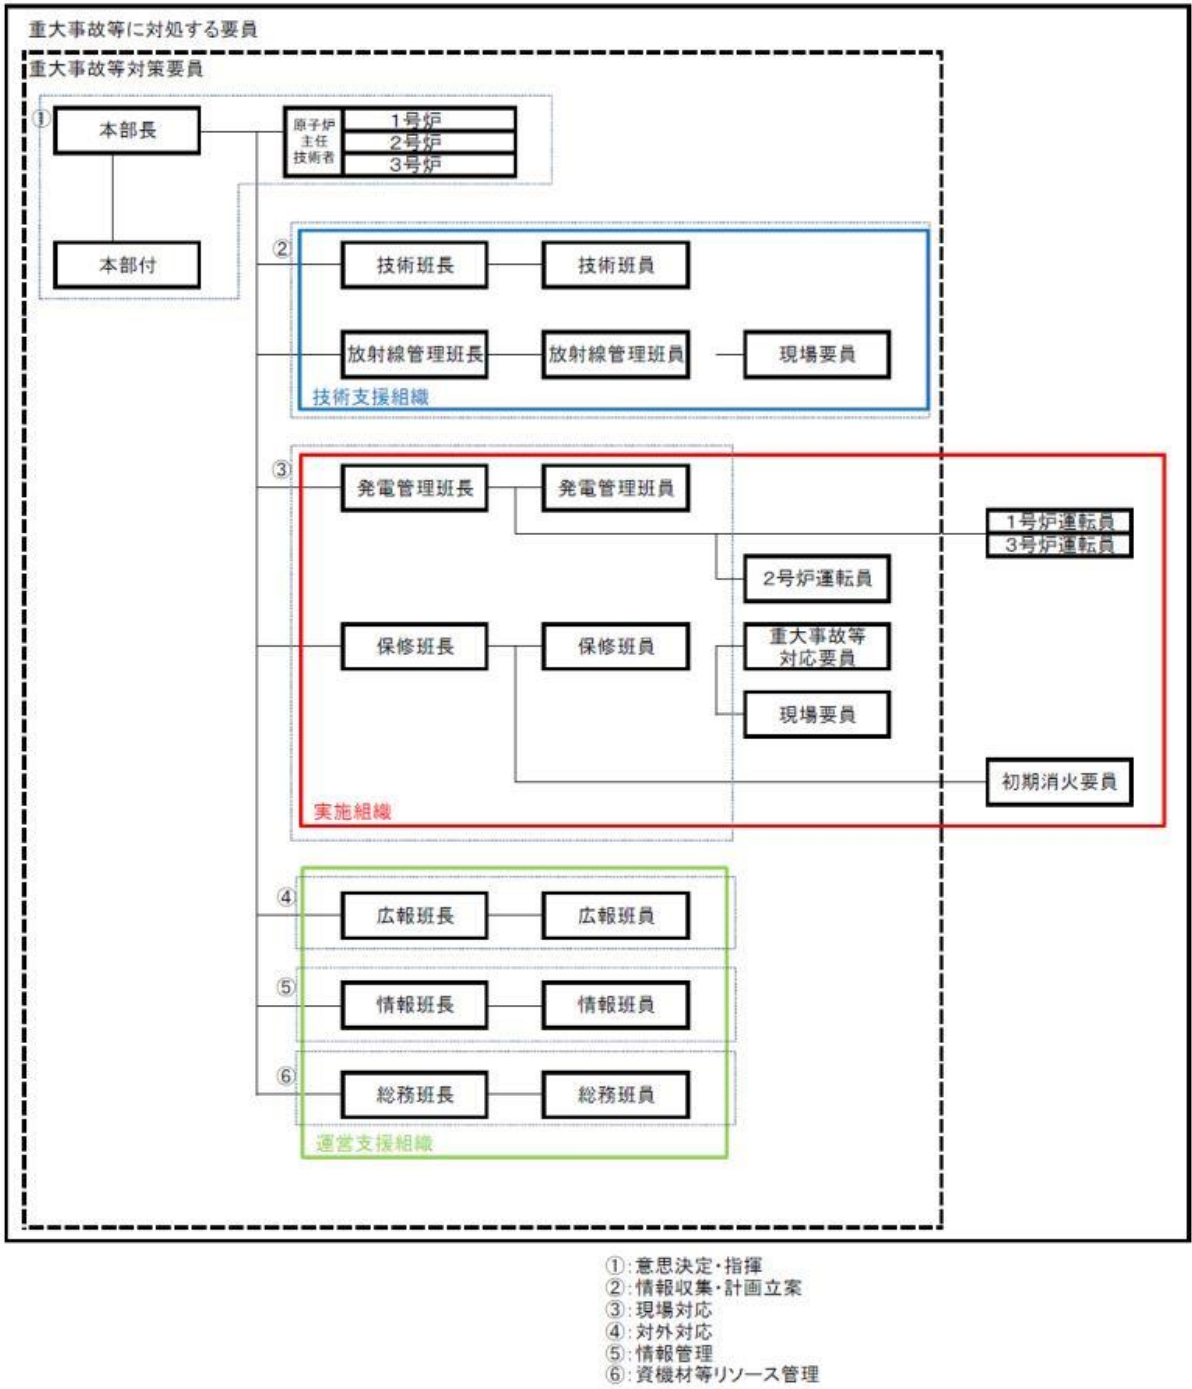 重大事故等に対処する要員
重大事故等対策要員
①
本部長
原子炉
主任
技術者
1号炉
2号炉
3号炉
本部付
②
技術班長
技術班員
放射線管理班長
放射線管理班員
現場要員
技術支援組織
③
発電管理班長
発電管理班員
1号炉運転員
3号炉運転員
2号炉運転員
保修班長
保修班員
重大事故等
対応要員
現場要員
初期消火要員
実施組織
④
広報班長
広報班員
⑤
情報班長
情報班員
⑥
総務班長
総務班員
運営支援組織
①:意思決定・指揮
②:情報収集・計画立案
③:現場対応
④:対外対応
⑤:情報管理
⑥:資機材等リソース管理